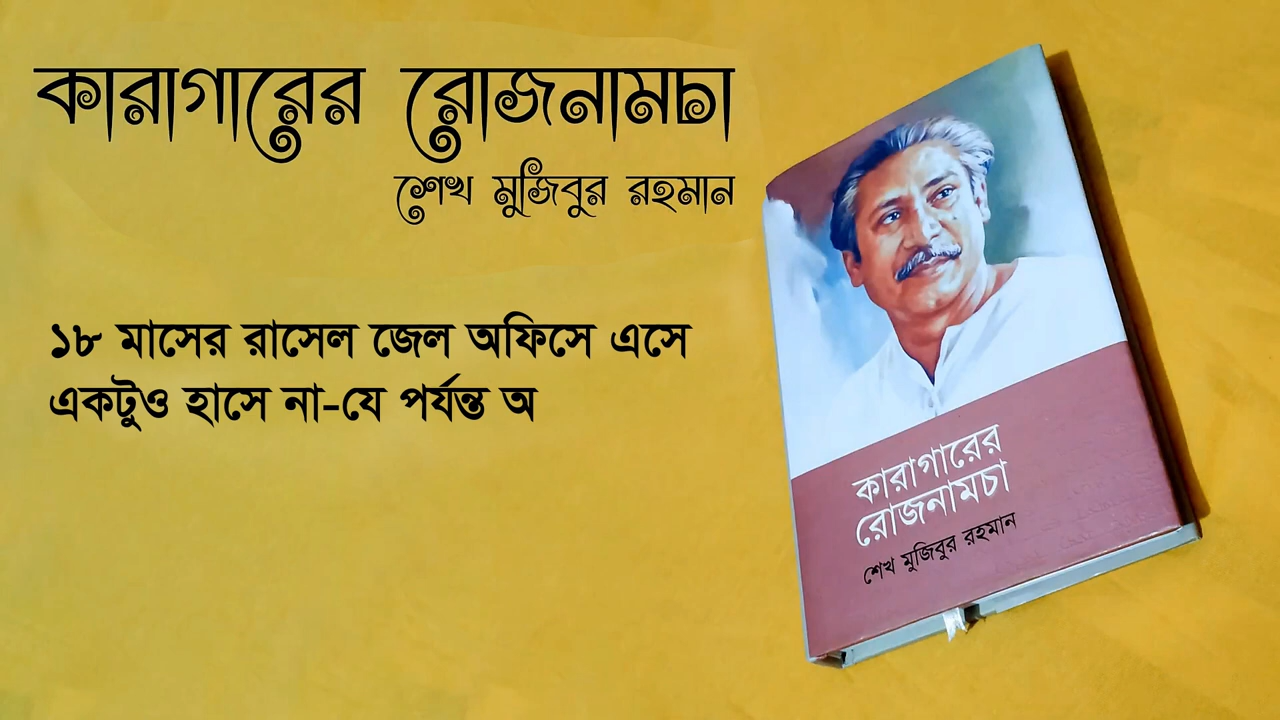 কারাগারের রোজনামচা
শেখ মুজিবুর রহমান
১৮ মাসের রাসেল জেল অফিসে এসে
একটুও হাসে না-যে পর্যন্ত অ
কারাগারের
রোজনামচা
শেখ মুজিবুর রহমান